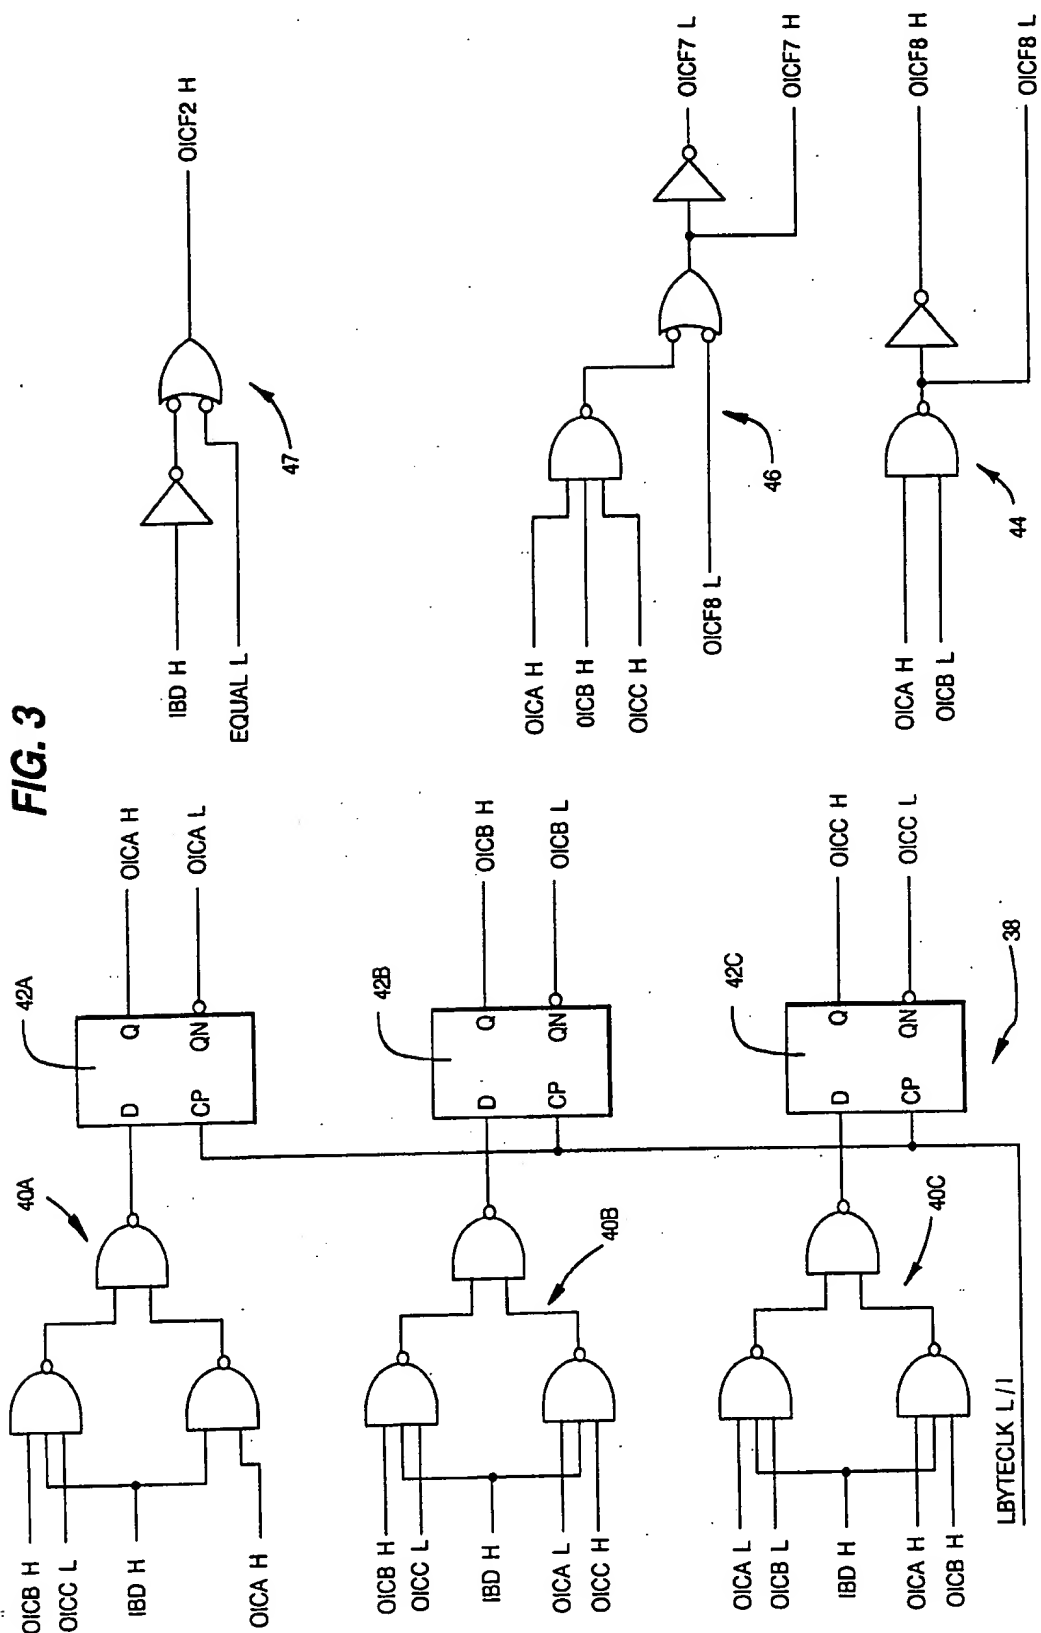 FIG. 3
OICB H
OICC L
IBD H
OICA H
40A
42A
D
Q
CP
QN
OICA H
OICA L
OICB H
OICC L
IBD H
OICA L
OICC H
40B
42B
D
Q
CP
QN
OICB H
OICB L
OICA L
OICB L
IBD H
OICA H
OICB H
40C
42C
D
Q
CP
QN
OICC H
OICC L
LBYTECLK L/I
38
IBD H
EQUAL L
47
OICF2 H
OICA H
OICB H
OICC H
OICF8 L
46
OICF7 L
OICF7 H
OICA H
OICB L
44
OICF8 H
OICF8 L